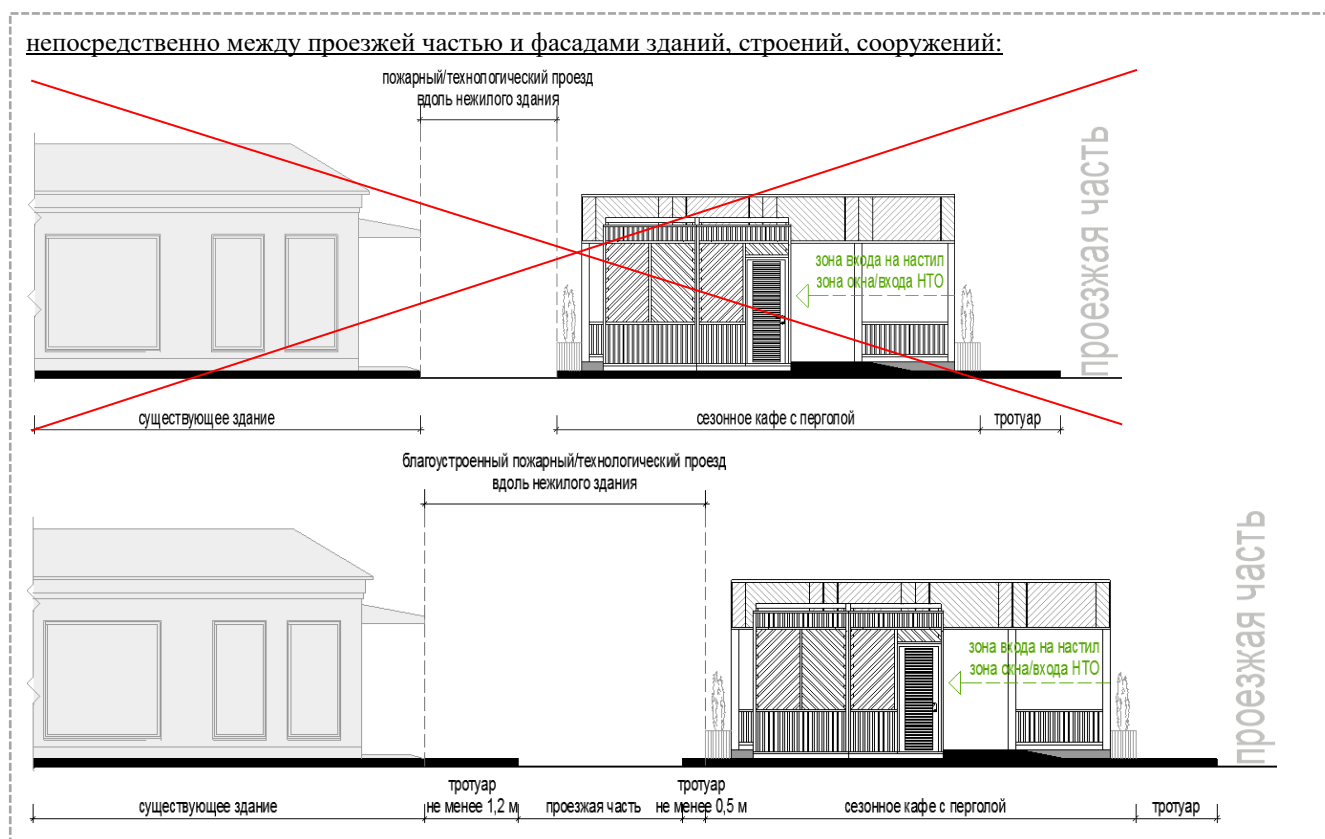 непосредственно между проезжей частью и фасадами зданий, строений, сооружений:
пожарный/технологический проезд
вдоль нежилого здания
проезжая часть
зона входа на настил
зона окна/входа НТО
существующее здание
сезонное кафе с перголой
тротуар
благоустроенный пожарный/технологический проезд
вдоль нежилого здания
проезжая часть
зона входа на настил
зона окна/входа НТО
существующее здание
тротуар
не менее 1,2 м
проезжая часть
тротуар
не менее 0,5 м
сезонное кафе с перголой
тротуар